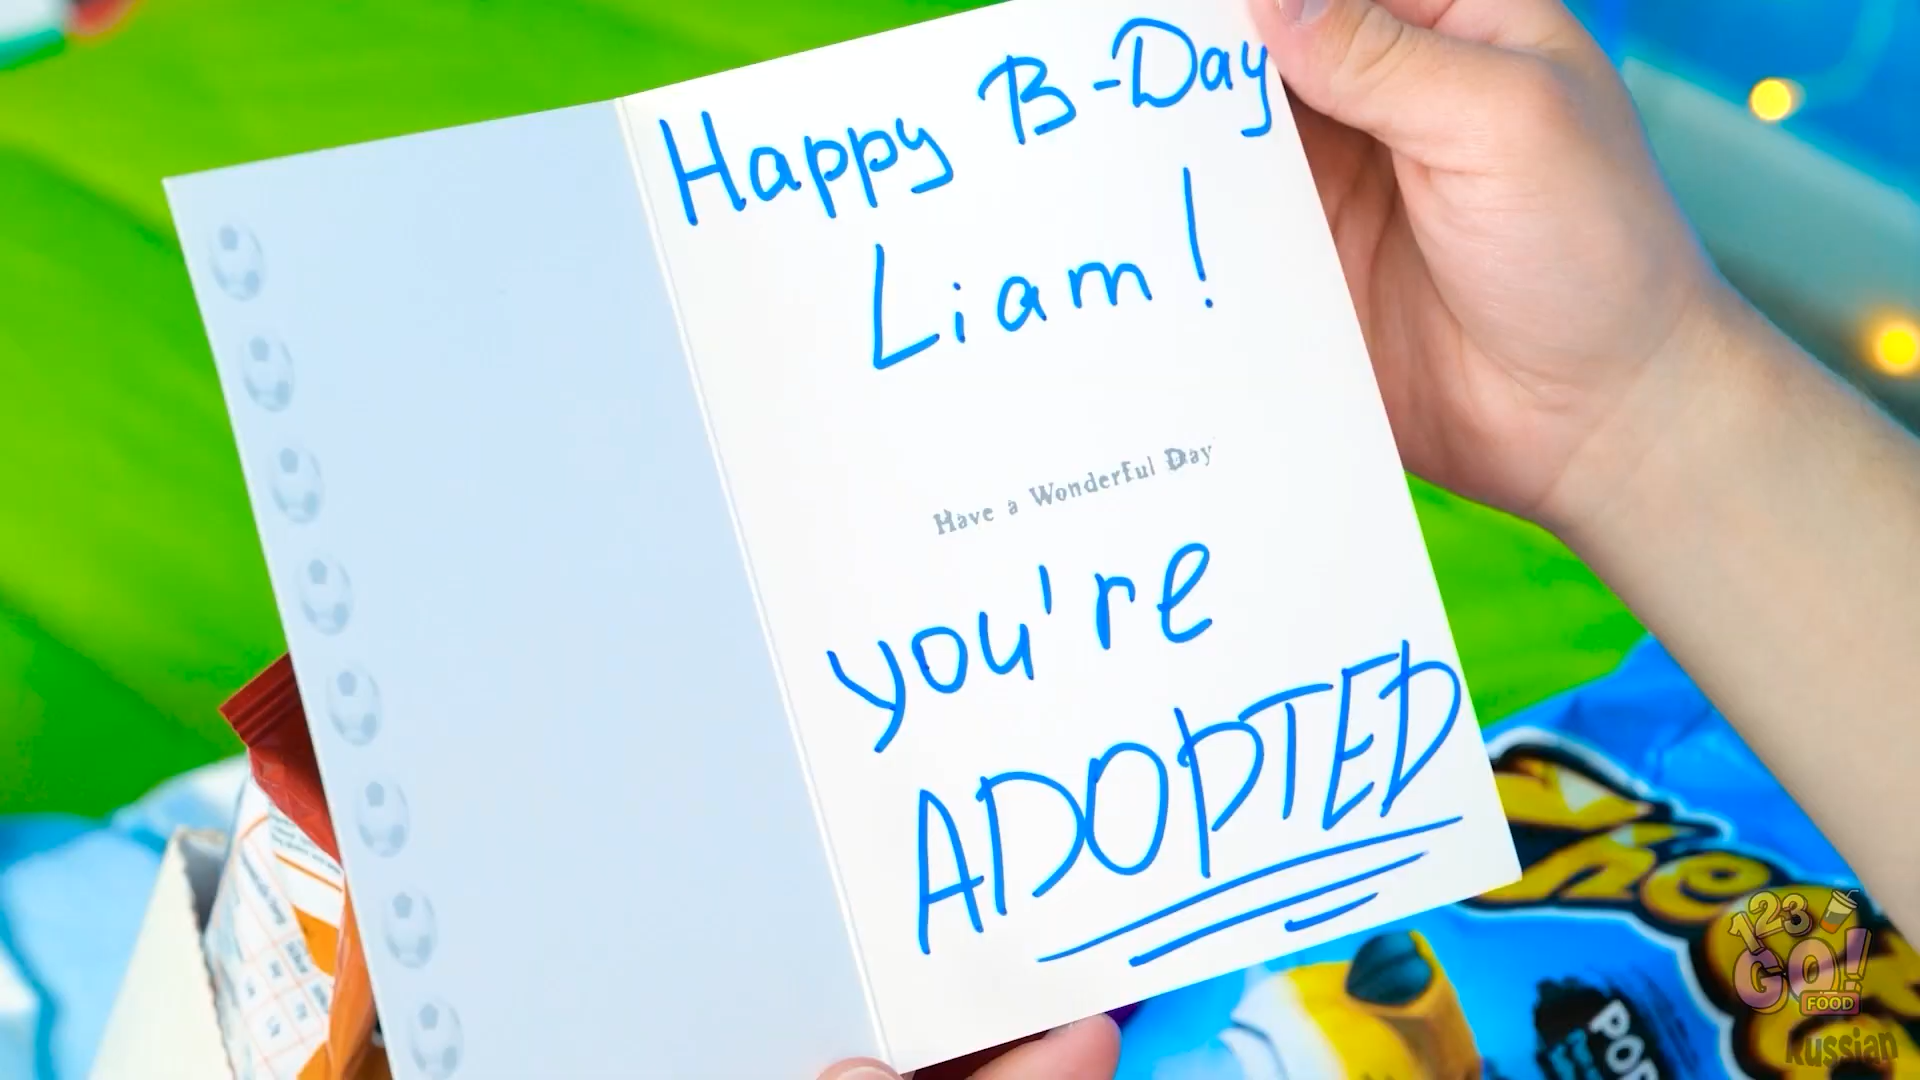 Happy B-Day
Liam!
Have a Wonderful Day
you're
ADOPTED
123
GO!
FOOD
Russian